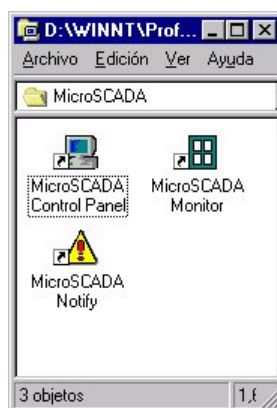 D:\WINNT\Prof...
Archivo Edición Ver Ayuda
MicroSCADA
MicroSCADA
Control Panel
MicroSCADA
Monitor
MicroSCADA
Notify
3 objetos